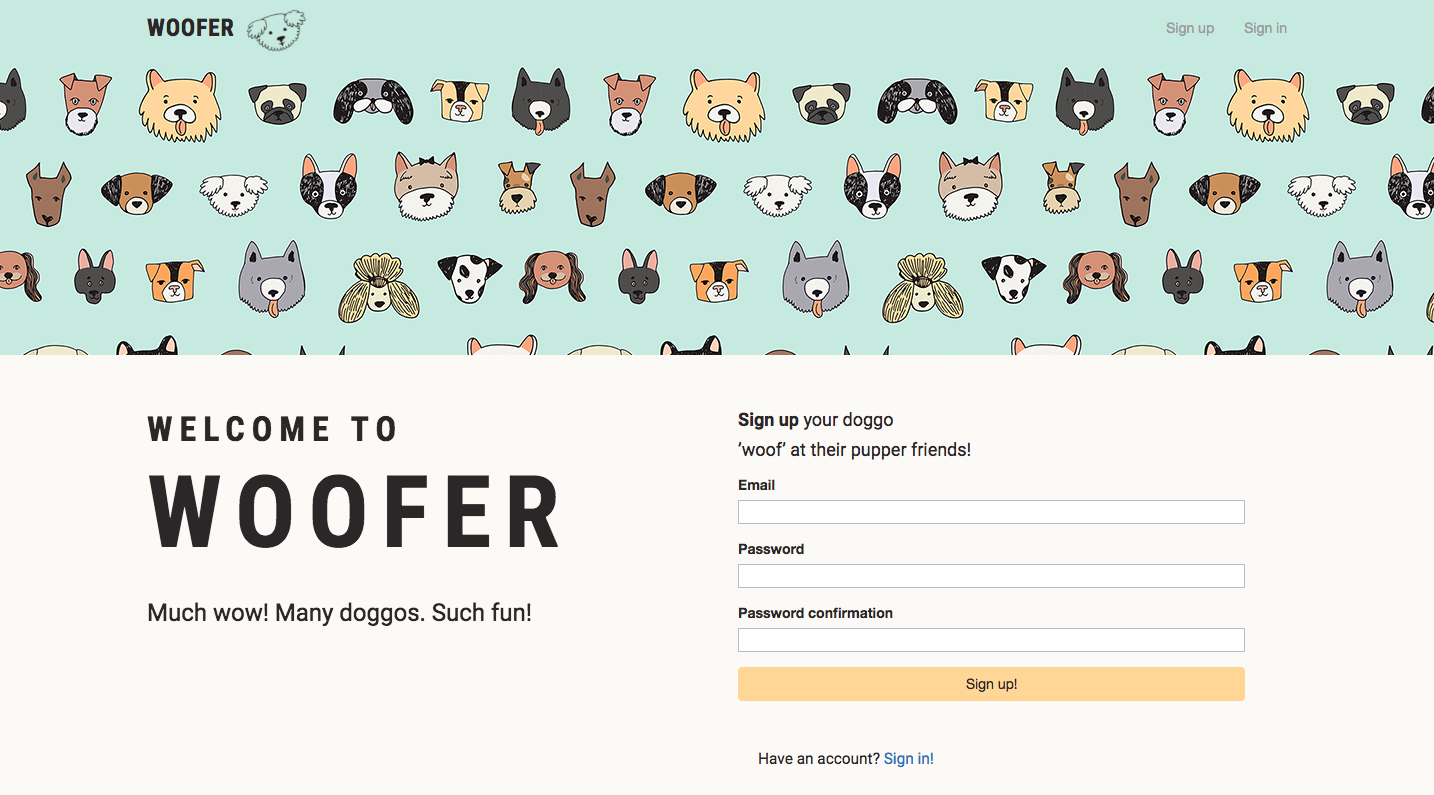 WOOFER
Sign up
Sign in
WELCOME TO
WOOFER
Much wow! Many doggos. Such fun!
Sign up your doggo
’woof’ at their pupper friends!
Email
Password
Password confirmation
Sign up!
Have an account? Sign in!